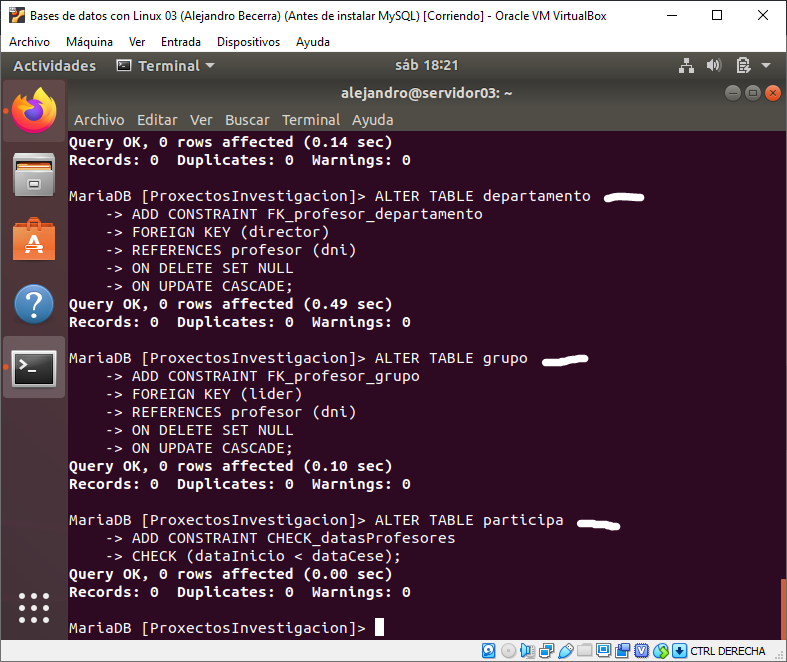 Bases de datos con Linux 03 (Alejandro Becerra) (Antes de instalar MySQL) [Corriendo] - Oracle VM VirtualBox
Archivo Máquina Ver Entrada Dispositivos Ayuda
Actividades Terminal sáb 18:21
alejandro@servidor03: ~
Archivo Editar Ver Buscar Terminal Ayuda
Query OK, 0 rows affected (0.14 sec)
Records: 0  Duplicates: 0  Warnings: 0
MariaDB [ProxectosInvestigacion]> ALTER TABLE departamento
    -> ADD CONSTRAINT FK_profesor_departamento
    -> FOREIGN KEY (director)
    -> REFERENCES profesor (dni)
    -> ON DELETE SET NULL
    -> ON UPDATE CASCADE;
Query OK, 0 rows affected (0.49 sec)
Records: 0  Duplicates: 0  Warnings: 0
MariaDB [ProxectosInvestigacion]> ALTER TABLE grupo
    -> ADD CONSTRAINT FK_profesor_grupo
    -> FOREIGN KEY (lider)
    -> REFERENCES profesor (dni)
    -> ON DELETE SET NULL
    -> ON UPDATE CASCADE;
Query OK, 0 rows affected (0.10 sec)
Records: 0  Duplicates: 0  Warnings: 0
MariaDB [ProxectosInvestigacion]> ALTER TABLE participa
    -> ADD CONSTRAINT CHECK_datasProfesores
    -> CHECK (dataInicio < dataCese);
Query OK, 0 rows affected (0.00 sec)
Records: 0  Duplicates: 0  Warnings: 0
MariaDB [ProxectosInvestigacion]>
CTRL DERECHA